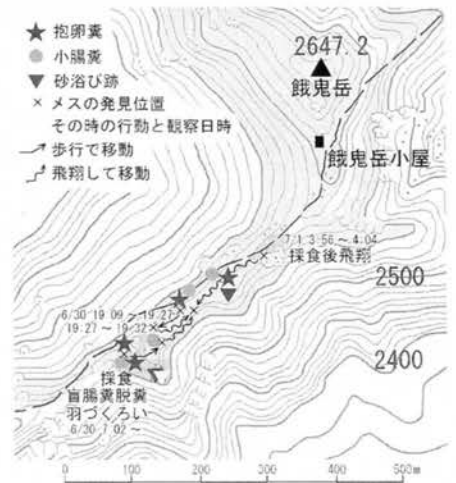 抱卵糞
小腸糞
砂浴び跡
メスの発見位置
その時の行動と観察日時
歩行で移動
飛翔して移動
2647.2
餓鬼岳
餓鬼岳小屋
7/1 3:56～4:04
採食後飛翔
2500
6/30 19:09～19:27
19:27～19:32
2400
採食
盲腸糞脱糞
羽づくろい
6/30 7:02～
0 100 200 300 400 500m